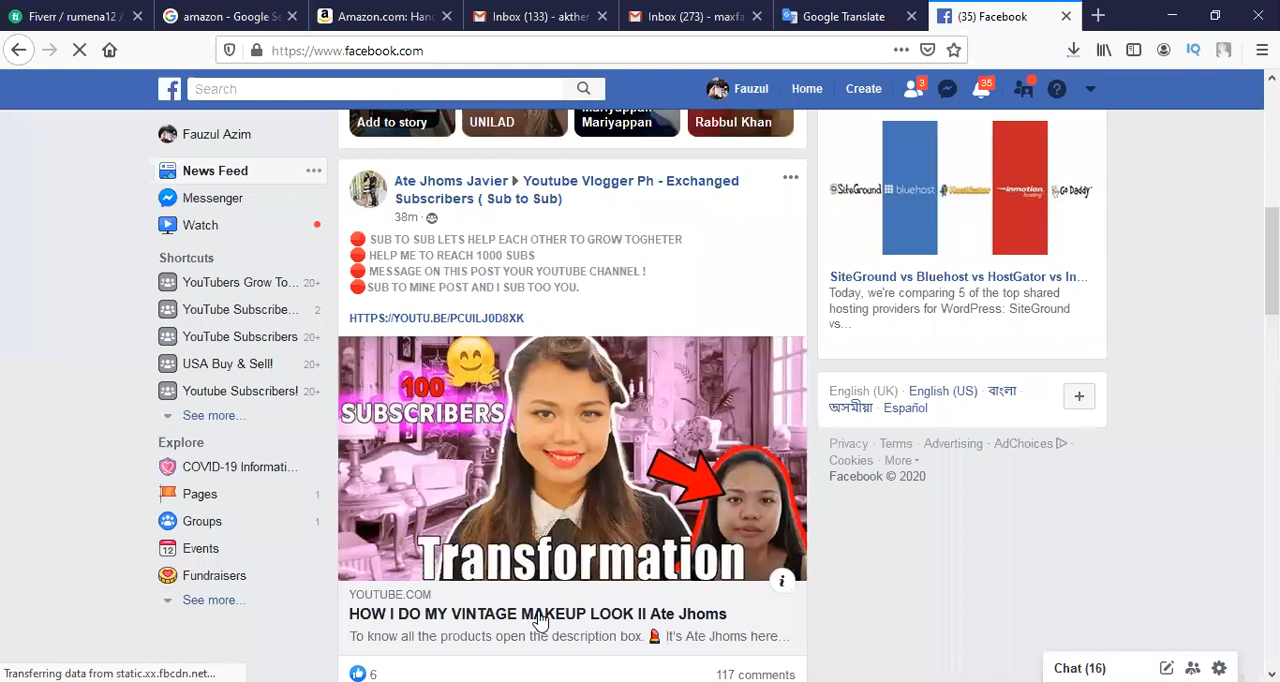 Fiverr / rumena12 /
amazon - Google Se
Amazon.com: Hand
Inbox (133) - akther
Inbox (273) - maxfa
Google Translate
(35) Facebook
https://www.facebook.com
Search
Fauzul
Home
Create
3
35
Fauzul Azim
News Feed
Messenger
Watch
Shortcuts
YouTubers Grow To... 20+
YouTube Subscribe... 2
YouTube Subscribers 20+
USA Buy & Sell! 20+
Youtube Subscribers! 20+
See more...
Explore
COVID-19 Informati...
Pages 1
Groups 1
12 Events
Fundraisers
See more...
Transferring data from static.xx.fbcdn.net...
Add to story
UNILAD
Mariyappan
Mariyappan
Rabbul Khan
Ate Jhoms Javier ▸ Youtube Vlogger Ph - Exchanged
Subscribers ( Sub to Sub)
38m ·
🔴 SUB TO SUB LETS HELP EACH OTHER TO GROW TOGHETER
🔴 HELP ME TO REACH 1000 SUBS
🔴 MESSAGE ON THIS POST YOUR YOUTUBE CHANNEL !
🔴SUB TO MINE POST AND I SUB TOO YOU.
HTTPS://YOUTU.BE/PCUILJ0D8XK
100
SUBSCRIBERS
Transformation
YOUTUBE.COM
HOW I DO MY VINTAGE MAKEUP LOOK II Ate Jhoms
To know all the products open the description box. 💄 It's Ate Jhoms here...
6
117 comments
SiteGround
bluehost
HostGator
inmotion
hosting
Go Daddy
SiteGround vs Bluehost vs HostGator vs In...
Today, we're comparing 5 of the top shared
hosting providers for WordPress: SiteGround
vs...
English (UK) · English (US) · বাংলা ·
অসমীয়া · Español
Privacy · Terms · Advertising · AdChoices ·
Cookies · More
Facebook © 2020
Chat (16)